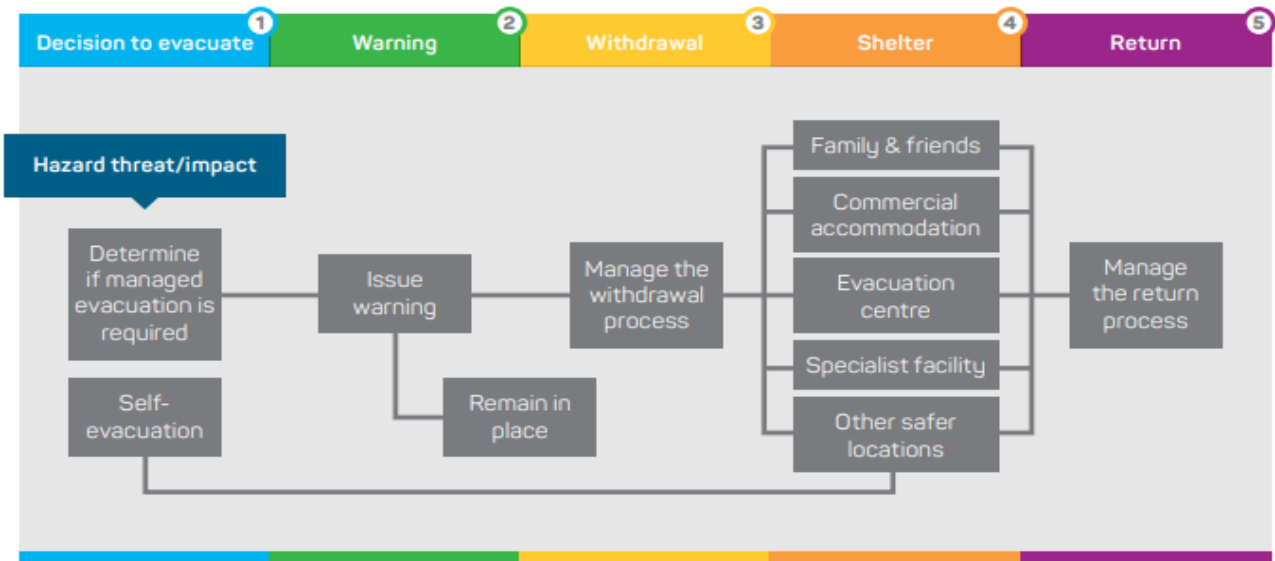 1
2
3
4
5
Decision to evacuate
Warning
Withdrawal
Shelter
Return
Hazard threat/impact
Determine
if managed
evacuation is
required
Self-
evacuation
Issue
warning
Remain in
place
Manage the
withdrawal
process
Family & friends
Commercial
accommodation
Evacuation
centre
Specialist facility
Other safer
locations
Manage
the return
process